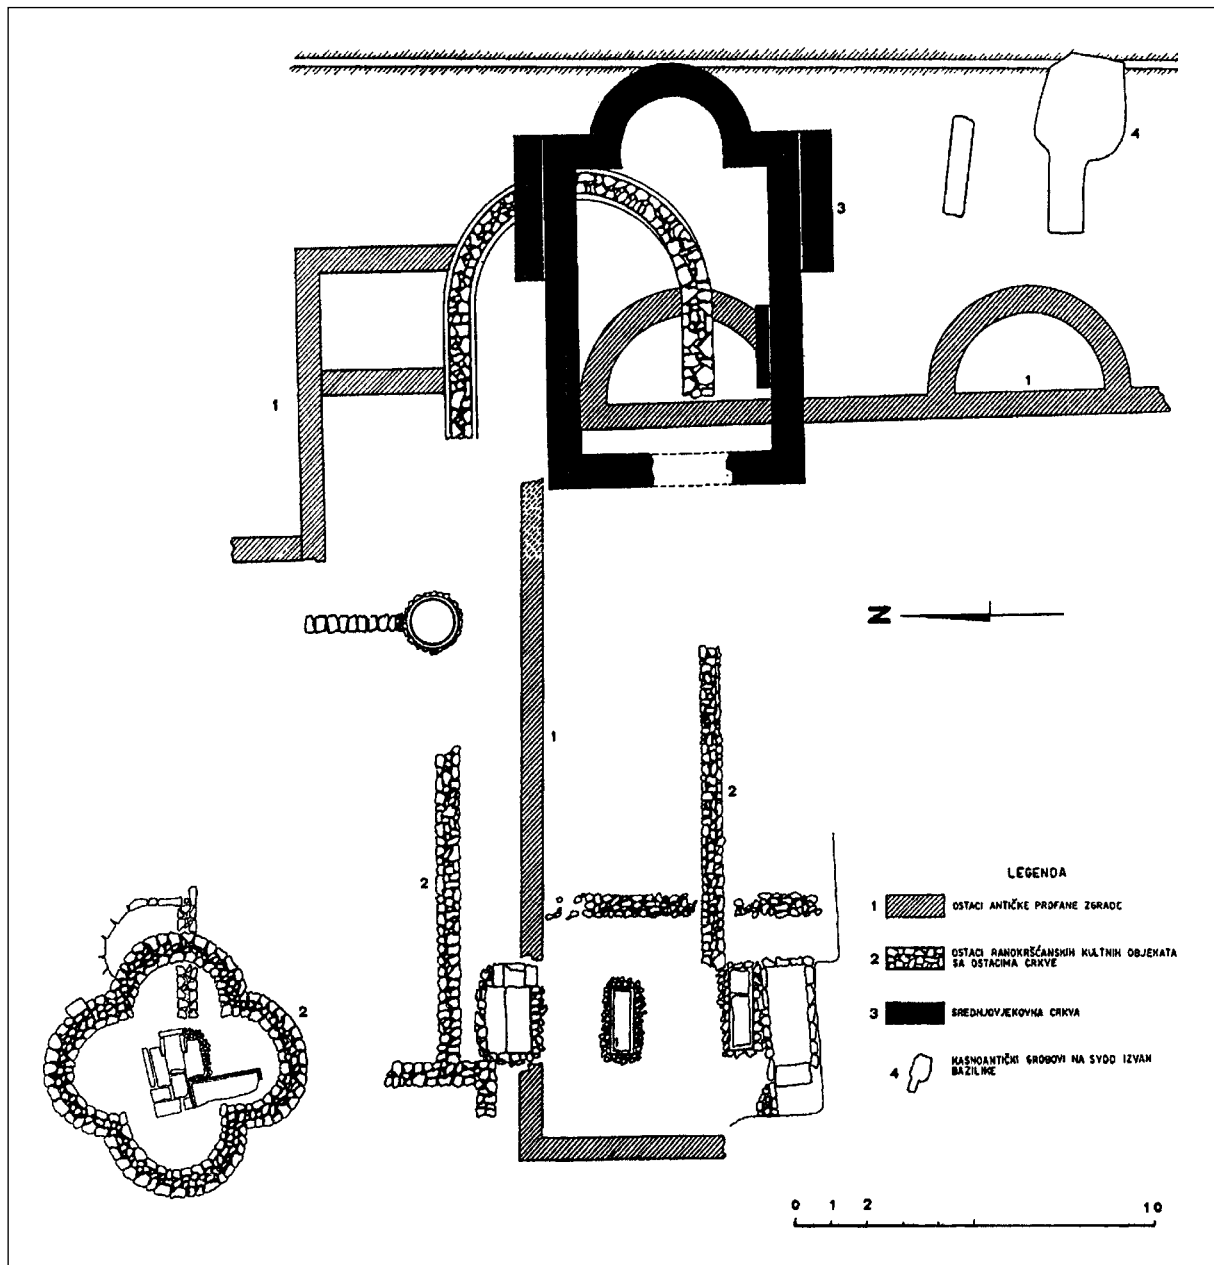 4
3
1
1
N
1
2
2
2
LEGENDA
1 OSTACI ANTIČKE PROFANE ZGRADE
2 OSTACI RANOKRŠĆANSKIH KULTNIH OBJEKATA
SA OSTACIMA CRKVE
3 SREDNJOVJEKOVNA CRKVA
4 KASNOANTIČKI GROBOVI NA SVOD IZVAN
BAZILIKE
0 1 2 10